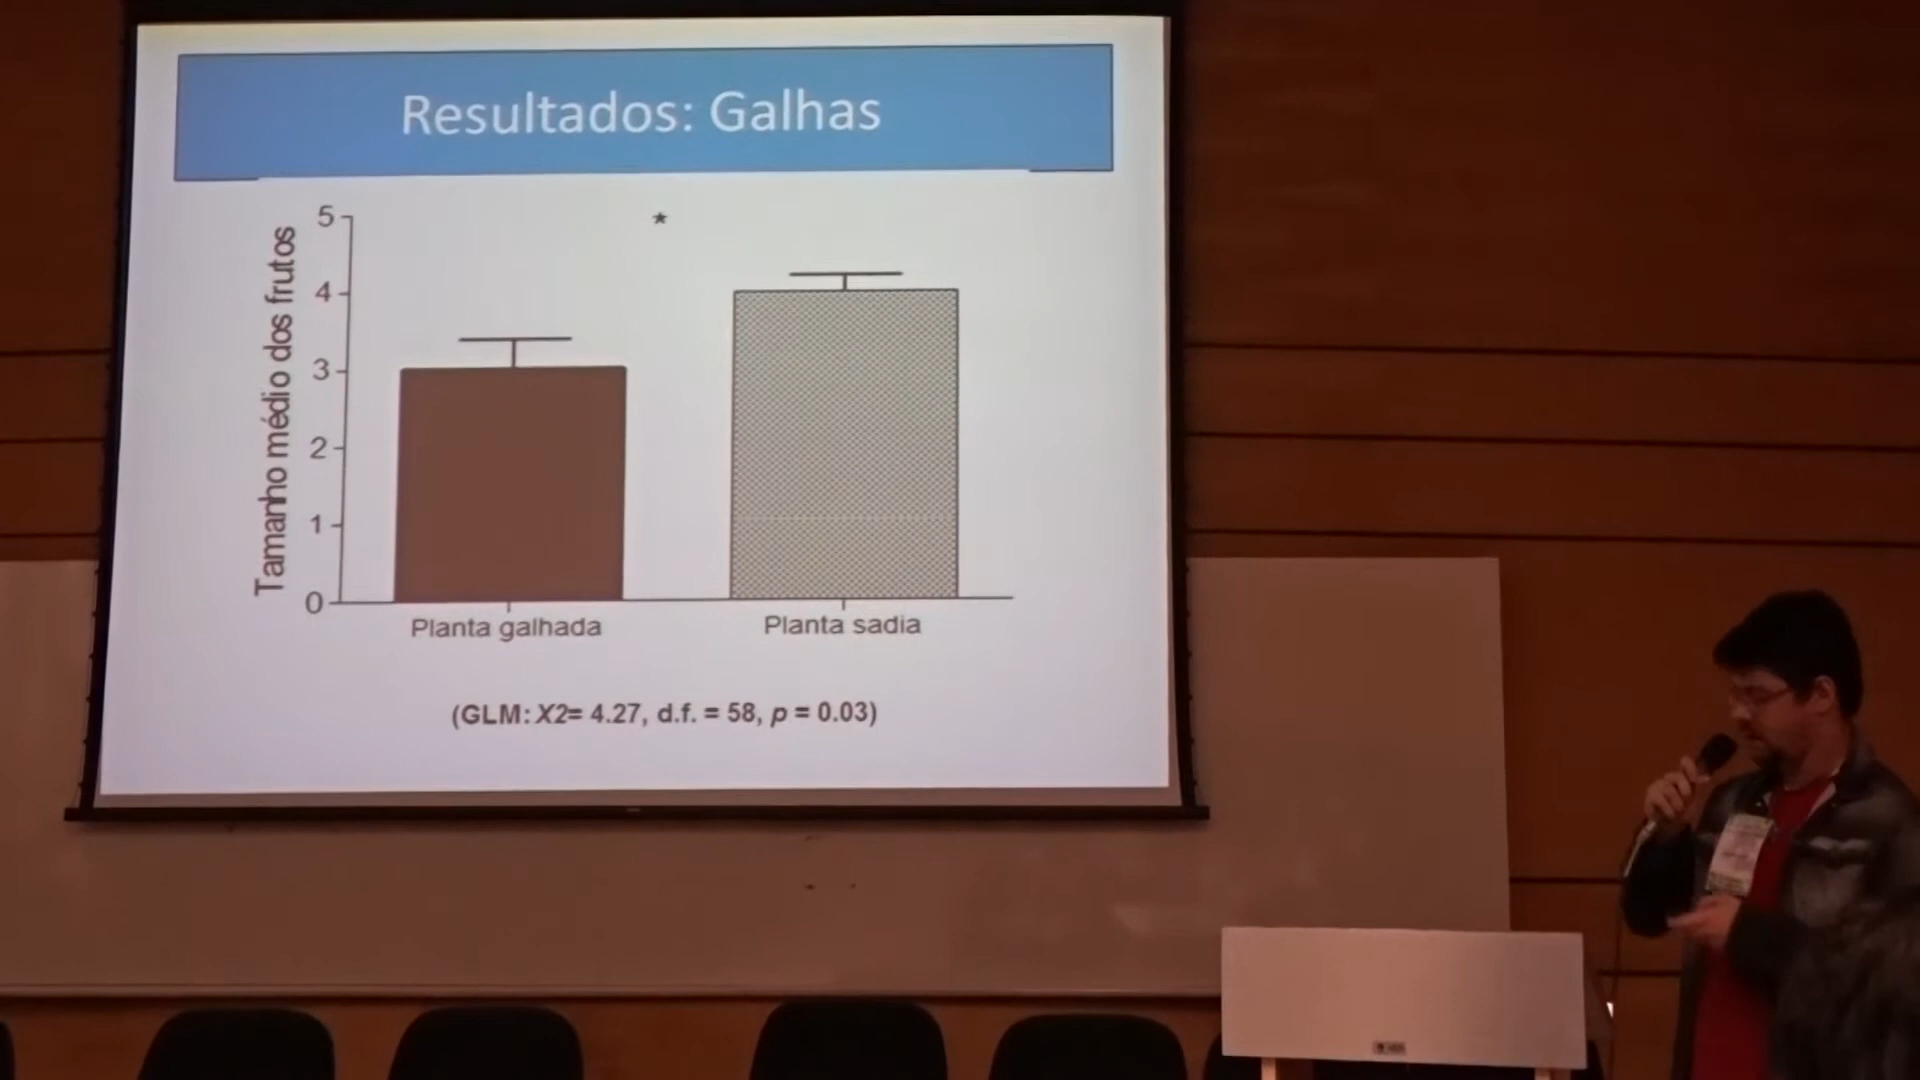 Resultados: Galhas
Tamanho médio dos frutos
5
*
4
3
2
1
0
Planta galhada
Planta sadia
(GLM: X2= 4.27, d.f. = 58, p = 0.03)